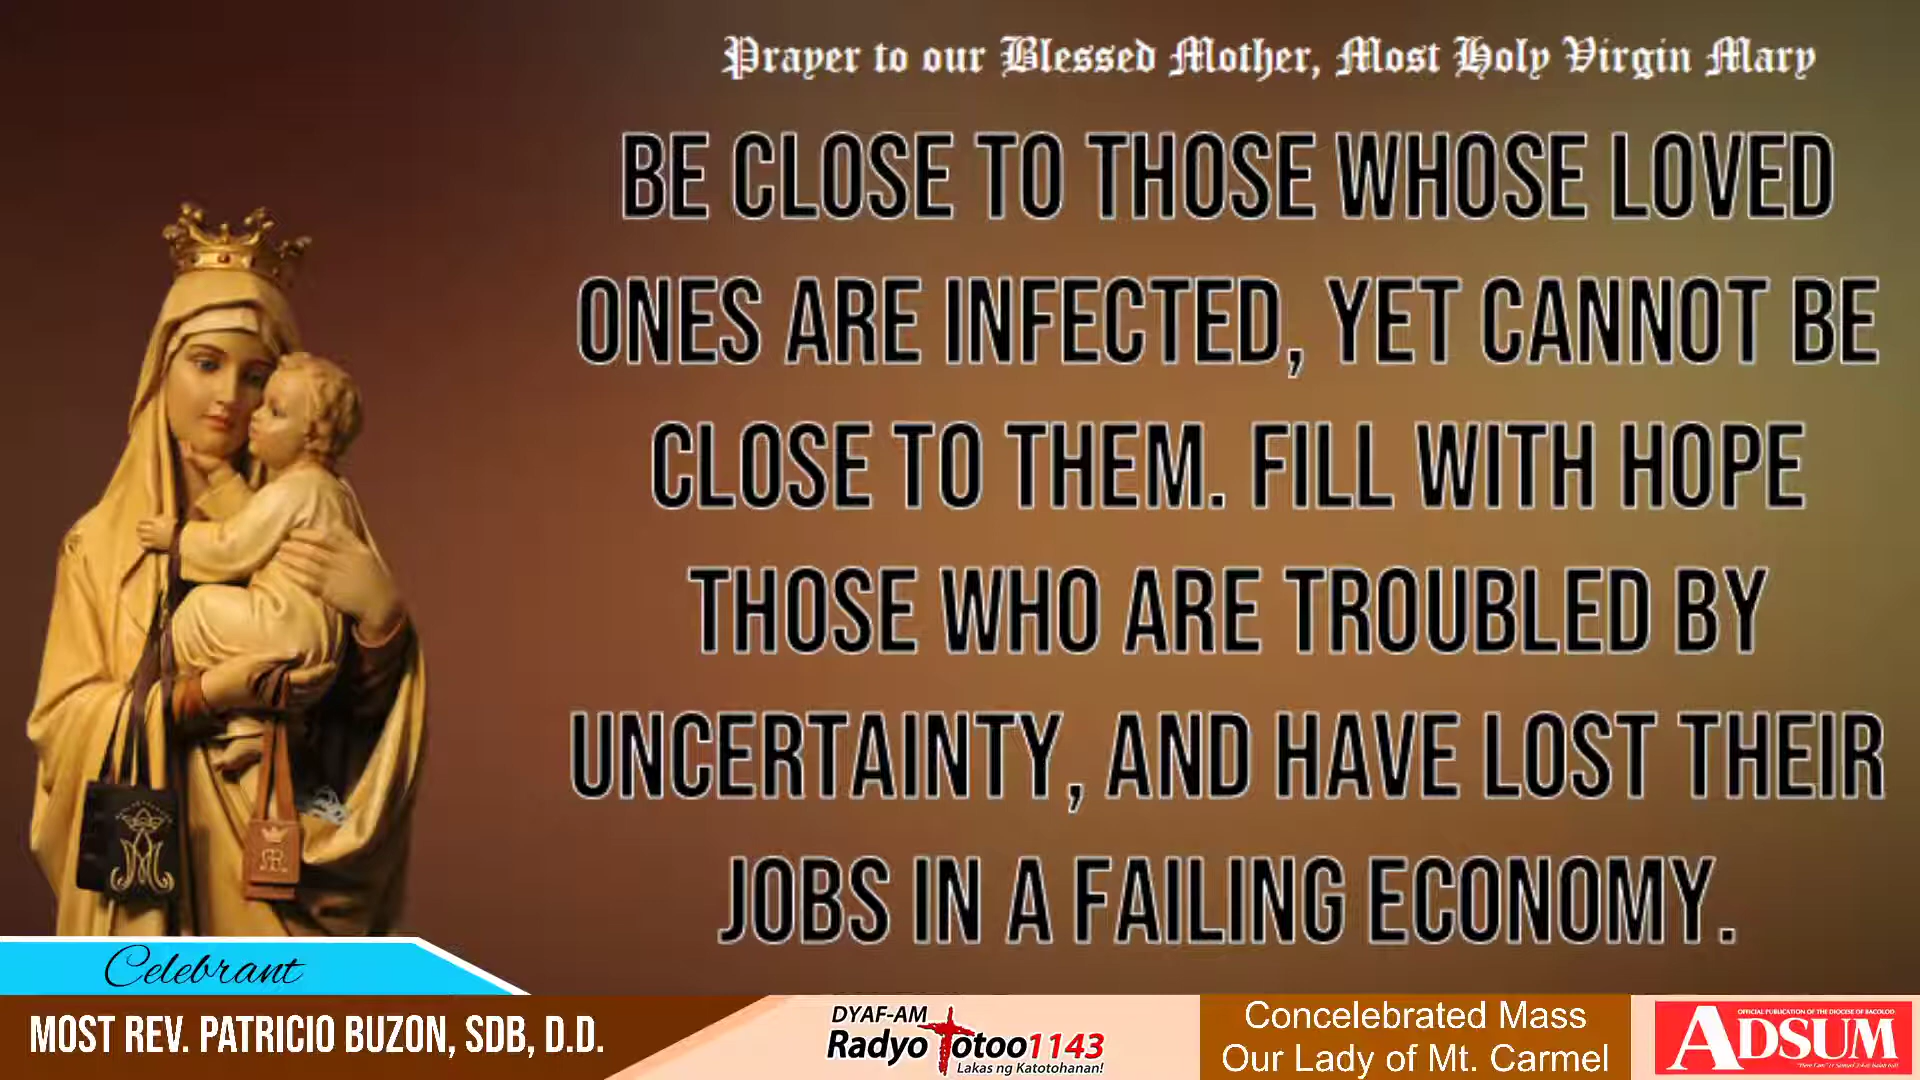 Prayer to our Blessed Mother, Most Holy Virgin Mary
BE CLOSE TO THOSE WHOSE LOVED
ONES ARE INFECTED, YET CANNOT BE
CLOSE TO THEM. FILL WITH HOPE
THOSE WHO ARE TROUBLED BY
UNCERTAINTY, AND HAVE LOST THEIR
JOBS IN A FAILING ECONOMY.
Celebrant
MOST REV. PATRICIO BUZON, SDB, D.D.
DYAF-AM
Radyo totoo1143
Lakas ng Katotohanan!
Concelebrated Mass
Our Lady of Mt. Carmel
OFFICIAL PUBLICATION OF THE DIOCESE OF BACOLOD
ADSUM